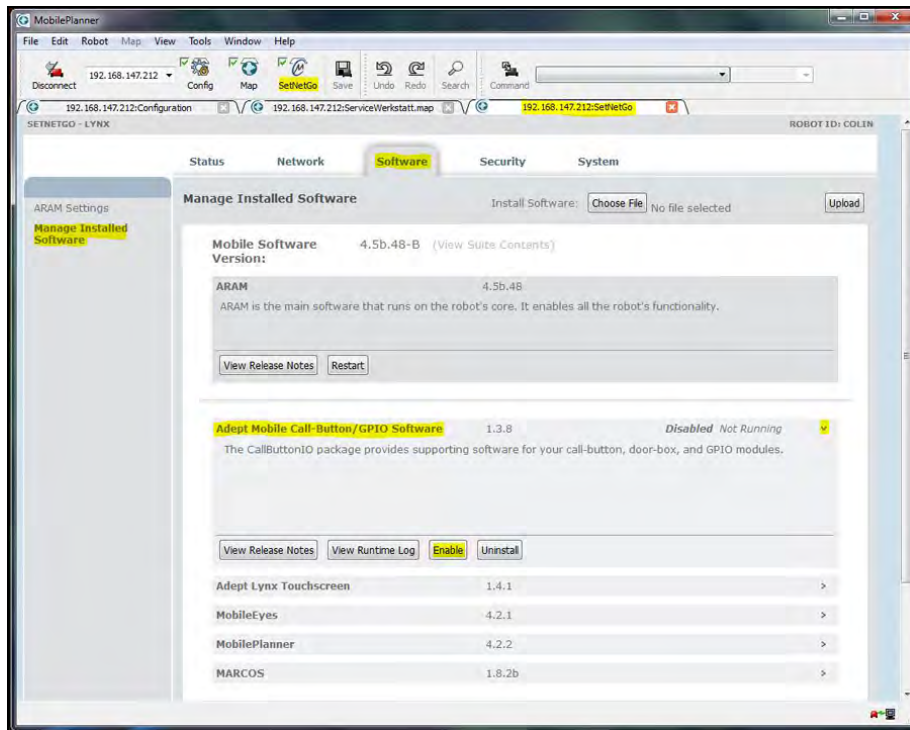 MobilePlanner
File Edit Robot Map View Tools Window Help
Disconnect 192.168.147.212 Config Map SetNetGo Save Undo Redo Search Command
192.168.147.212:Configuration 192.168.147.212:ServiceWerkstatt.map 192.168.147.212:SetNetGo
SETNETGO - LYNX ROBOT ID: COLIN
Status Network Software Security System
ARAM Settings
Manage Installed
Software
Manage Installed Software Install Software: Choose File No file selected Upload
Mobile Software 4.5b.48-B (View Suite Contents)
Version:
ARAM 4.5b.48
ARAM is the main software that runs on the robot's core. It enables all the robot's functionality.
View Release Notes Restart
Adept Mobile Call-Button/GPIO Software 1.3.8 Disabled Not Running
The CallButtonIO package provides supporting software for your call-button, door-box, and GPIO modules.
View Release Notes View Runtime Log Enable Uninstall
Adept Lynx Touchscreen 1.4.1 >
MobileEyes 4.2.1 >
MobilePlanner 4.2.2 >
MARCOS 1.8.2b >